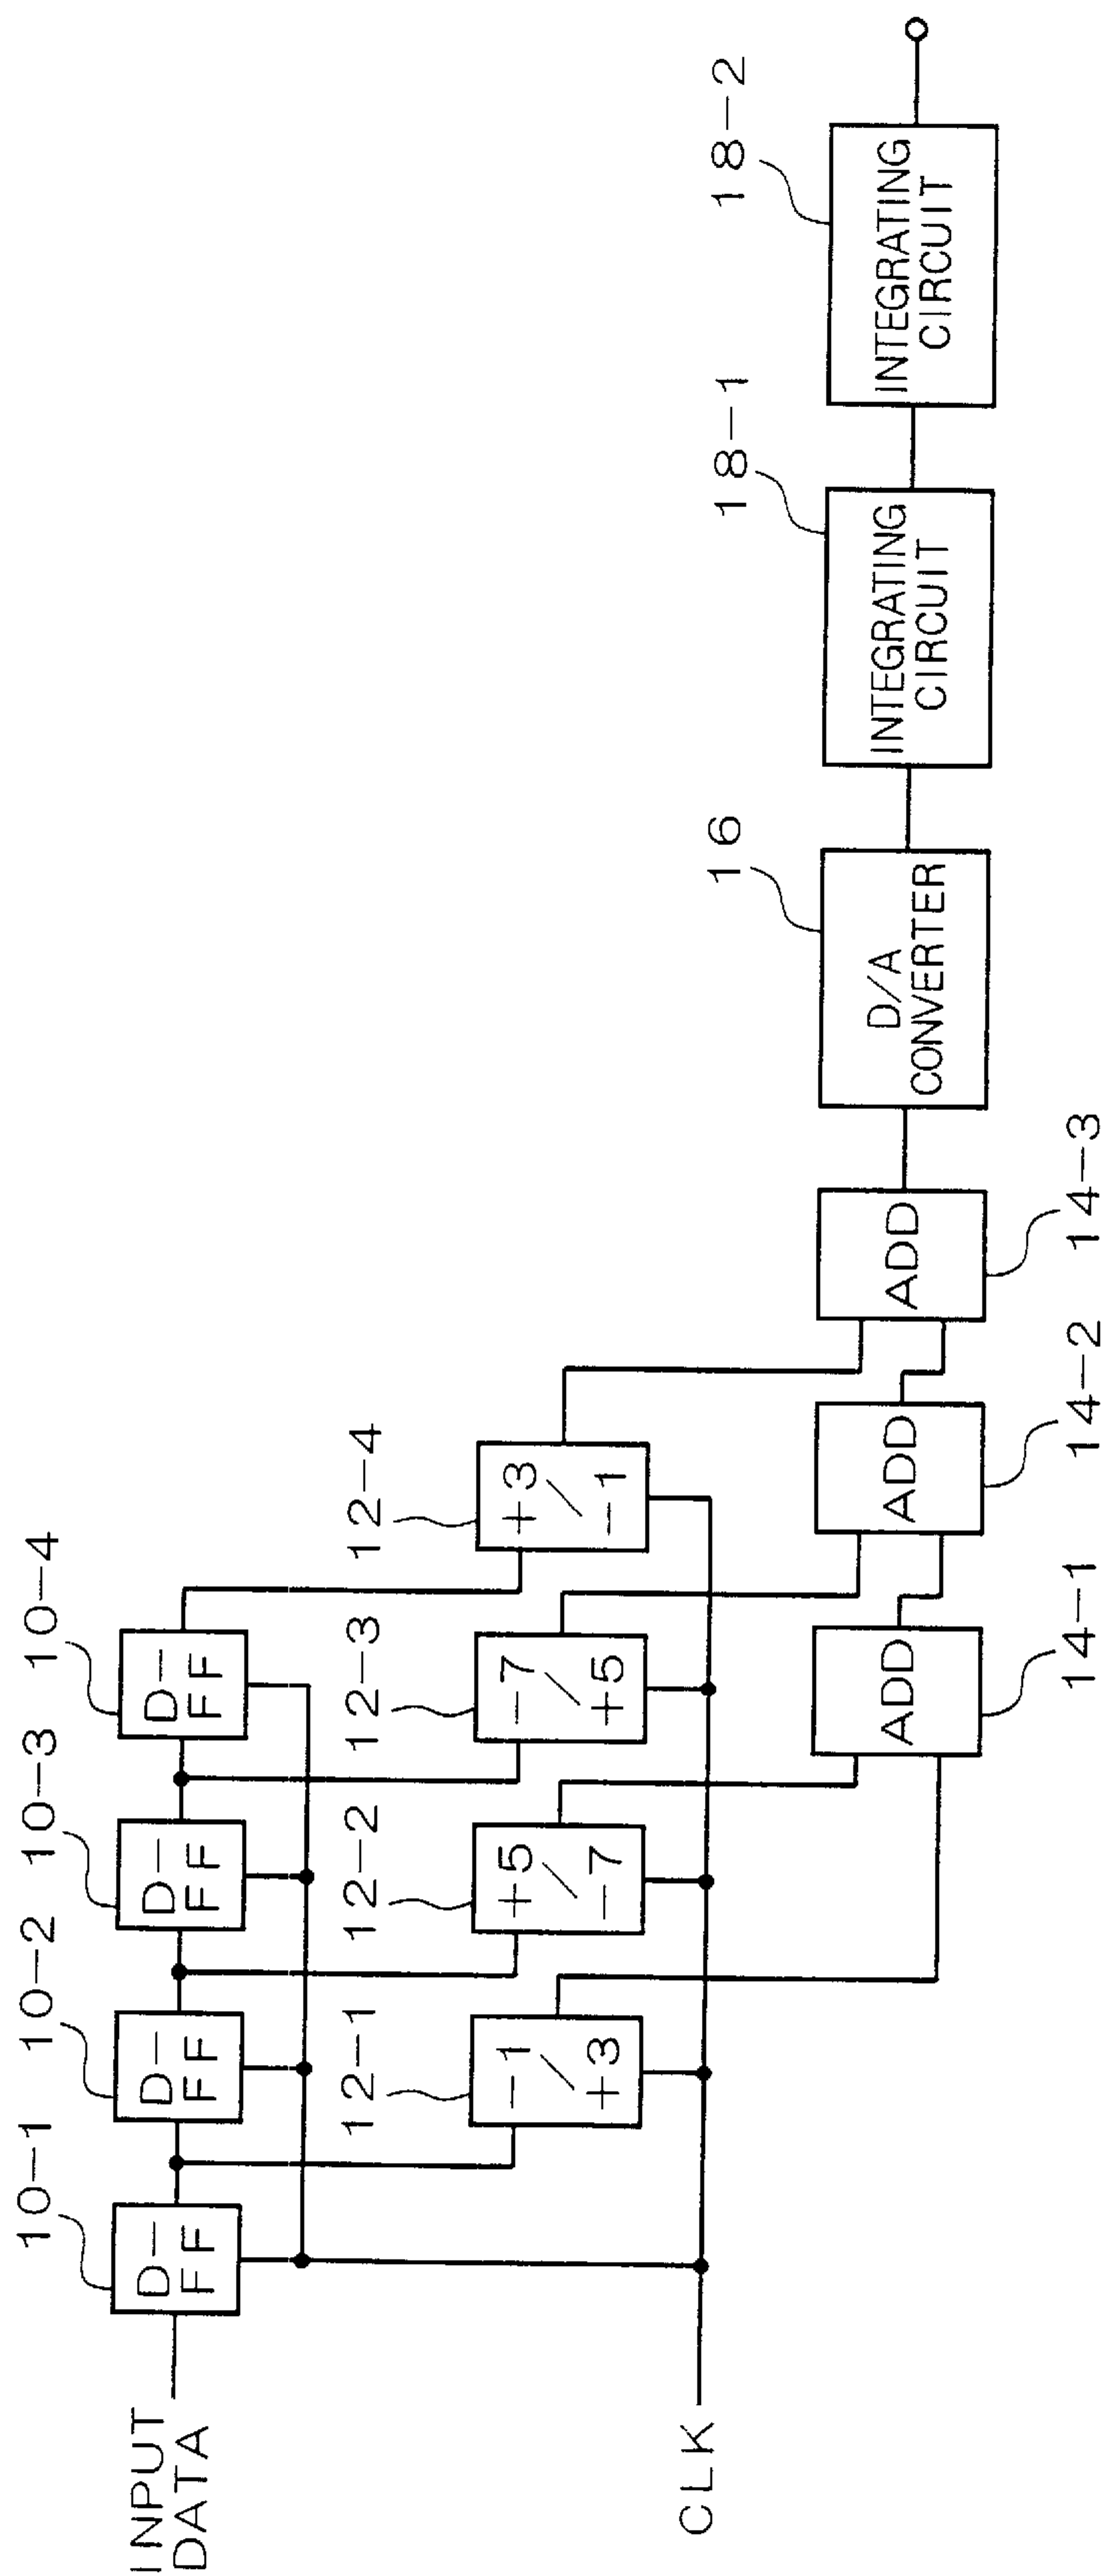 10-1
10-2
10-3
10-4
INPUT
DATA
D-
FF
D-
FF
D-
FF
D-
FF
12-1
12-2
12-3
12-4
-1
/
+3
+5
/
-7
-7
/
+5
+3
/
-1
CLK
16
18-1
18-2
ADD
ADD
ADD
D/A
CONVERTER
INTEGRATING
CIRCUIT
INTEGRATING
CIRCUIT
14-1
14-2
14-3